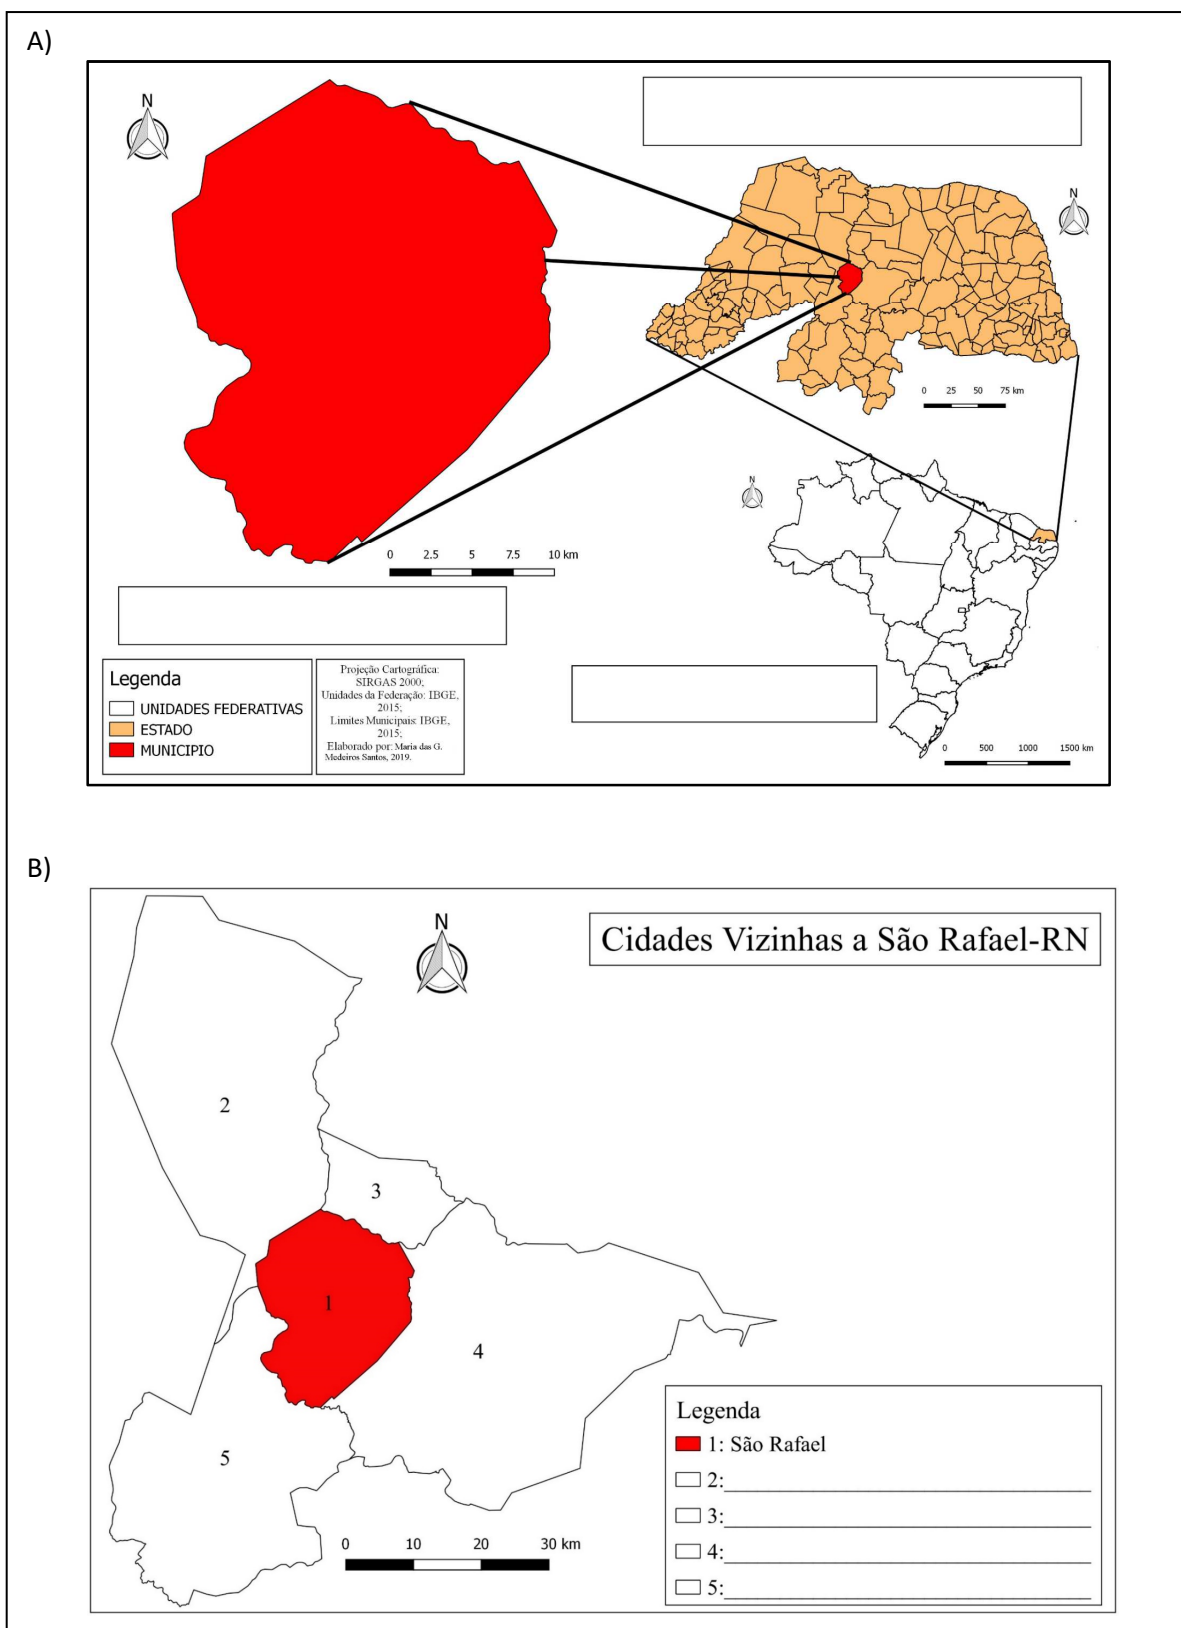 A)
N
N
0 25 50 75 km
N
0 2.5 5 7.5 10 km
Legenda
UNIDADES FEDERATIVAS
ESTADO
MUNICIPIO
Projeção Cartográfica:
SIRGAS 2000;
Unidades da Federação: IBGE,
2015;
Limites Municipais: IBGE,
2015;
Elaborado por: Maria das G.
Medeiros Santos, 2019.
0 500 1000 1500 km
B)
N
Cidades Vizinhas a São Rafael-RN
2
3
1
4
5
0 10 20 30 km
Legenda
1: São Rafael
2:
3:
4:
5: